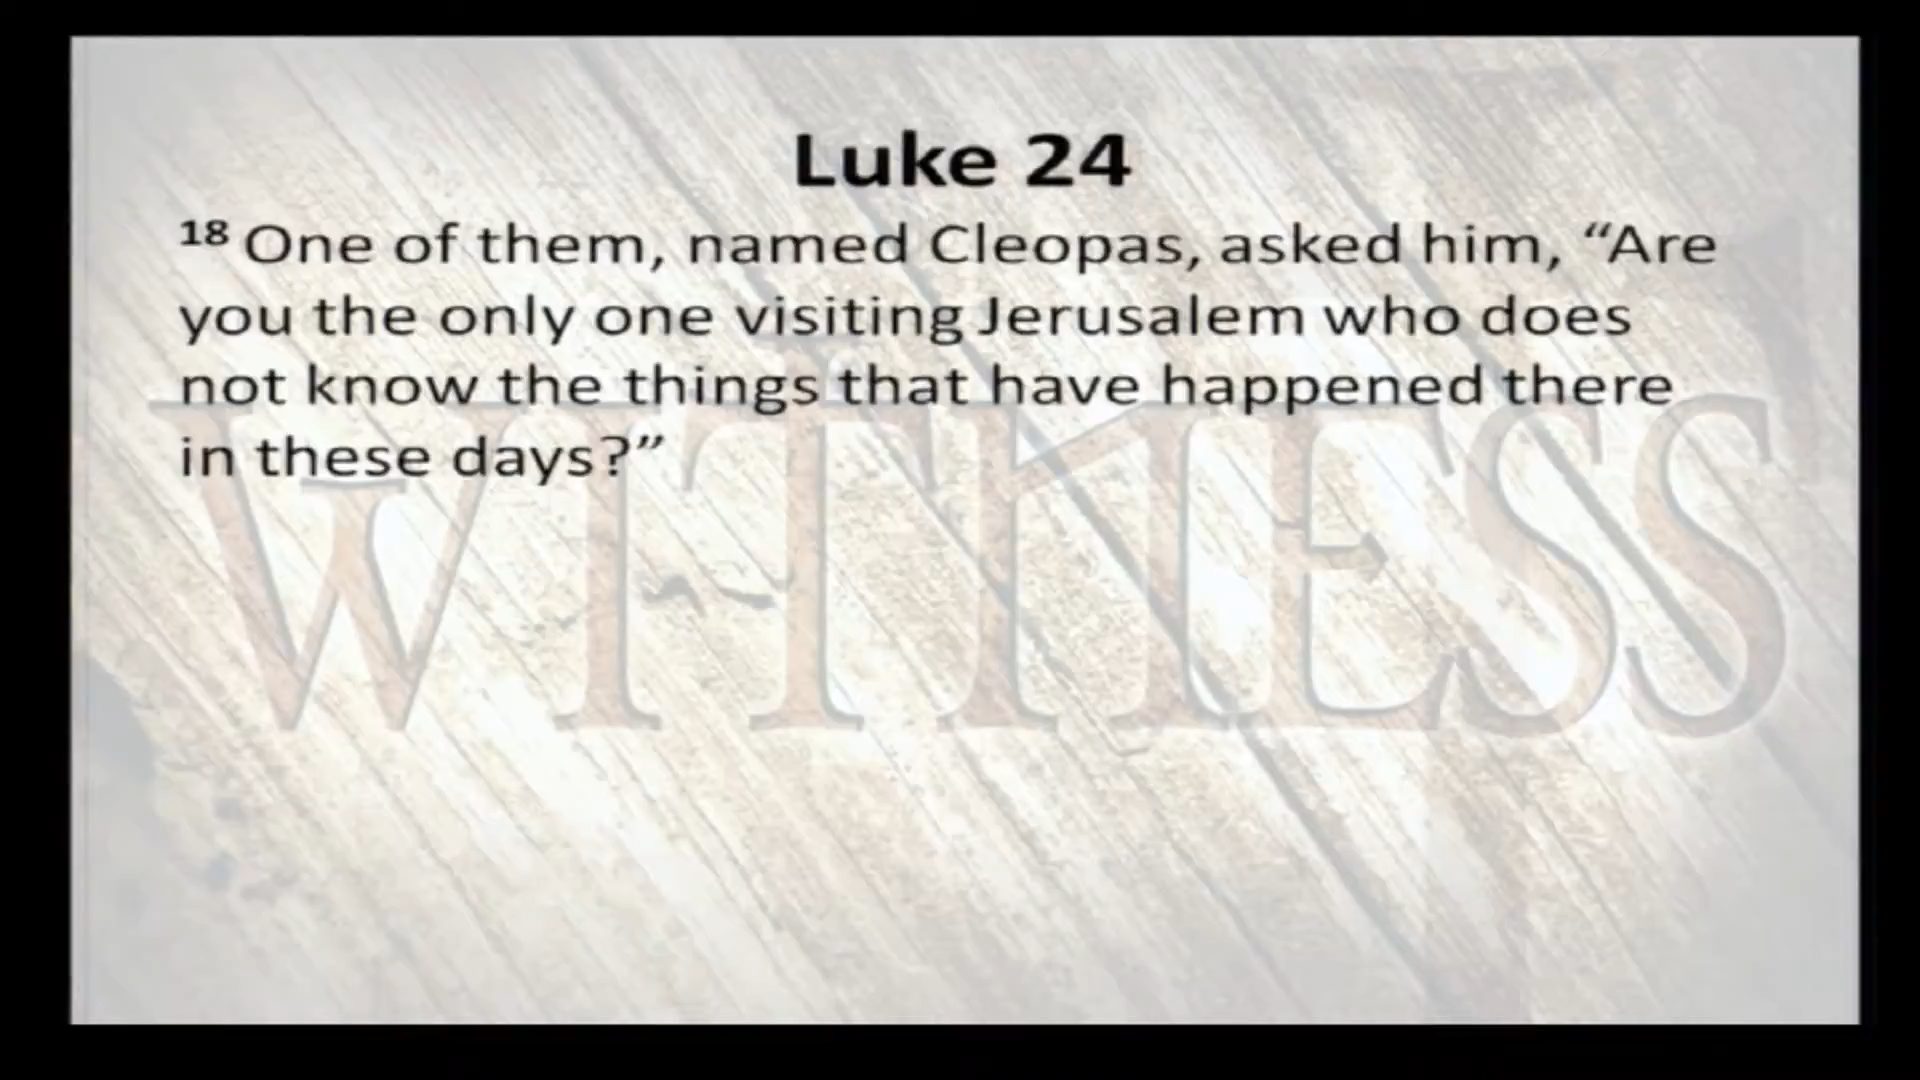 Luke 24
18 One of them, named Cleopas, asked him, “Are
you the only one visiting Jerusalem who does
not know the things that have happened there
in these days?”
WITNESS